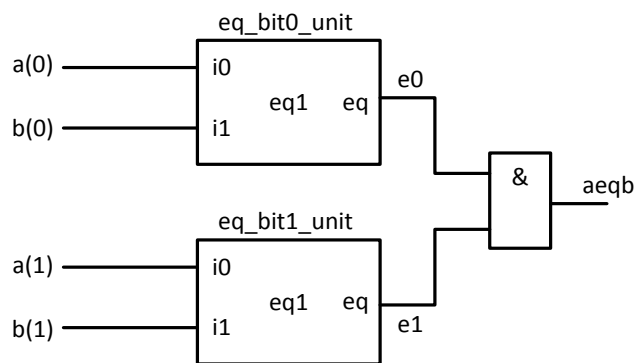 eq_bit0_unit
a(0)
i0
e0
eq1
eq
b(0)
i1
&
aeqb
eq_bit1_unit
a(1)
i0
eq1
eq
b(1)
i1
e1